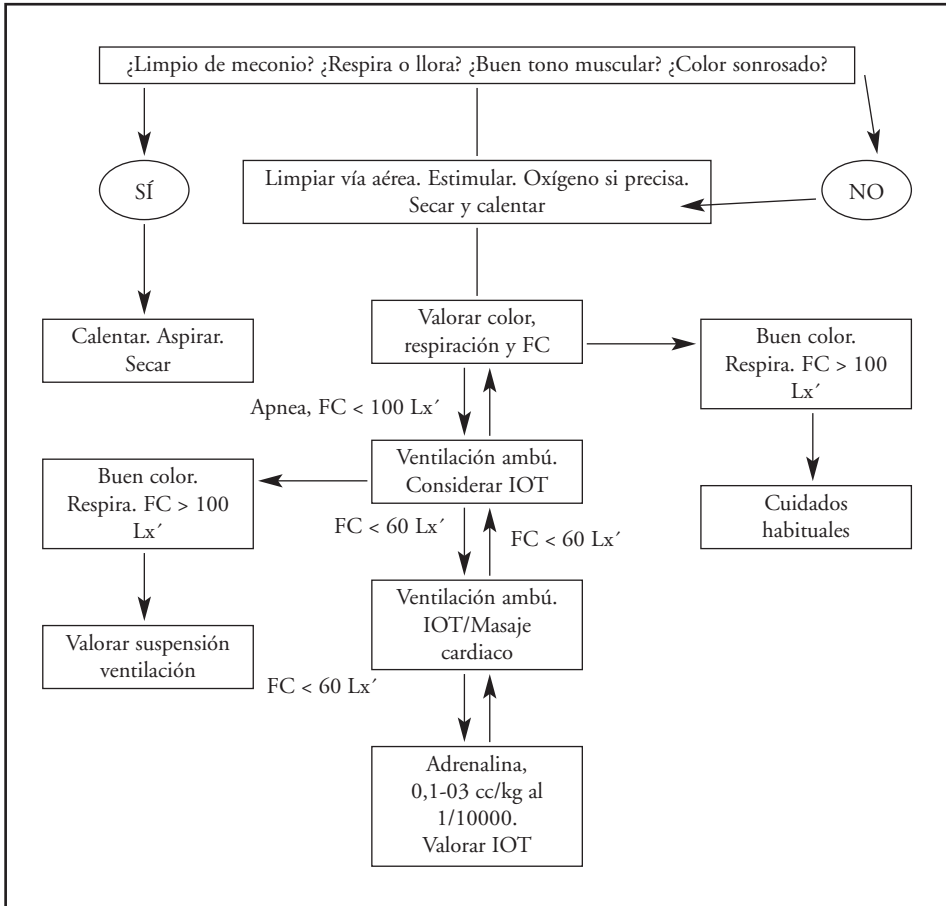 ¿Limpio de meconio? ¿Respira o llora? ¿Buen tono muscular? ¿Color sonrosado?
SÍ
Limpiar vía aérea. Estimular. Oxígeno si precisa.
Secar y calentar
NO
Calentar. Aspirar.
Secar
Valorar color,
respiración y FC
Buen color.
Respira. FC > 100
Lx´
Apnea, FC < 100 Lx´
Buen color.
Respira. FC > 100
Lx´
Ventilación ambú.
Considerar IOT
Cuidados
habituales
FC < 60 Lx´
FC < 60 Lx´
Valorar suspensión
ventilación
Ventilación ambú.
IOT/Masaje
cardiaco
FC < 60 Lx´
Adrenalina,
0,1-03 cc/kg al
1/10000.
Valorar IOT